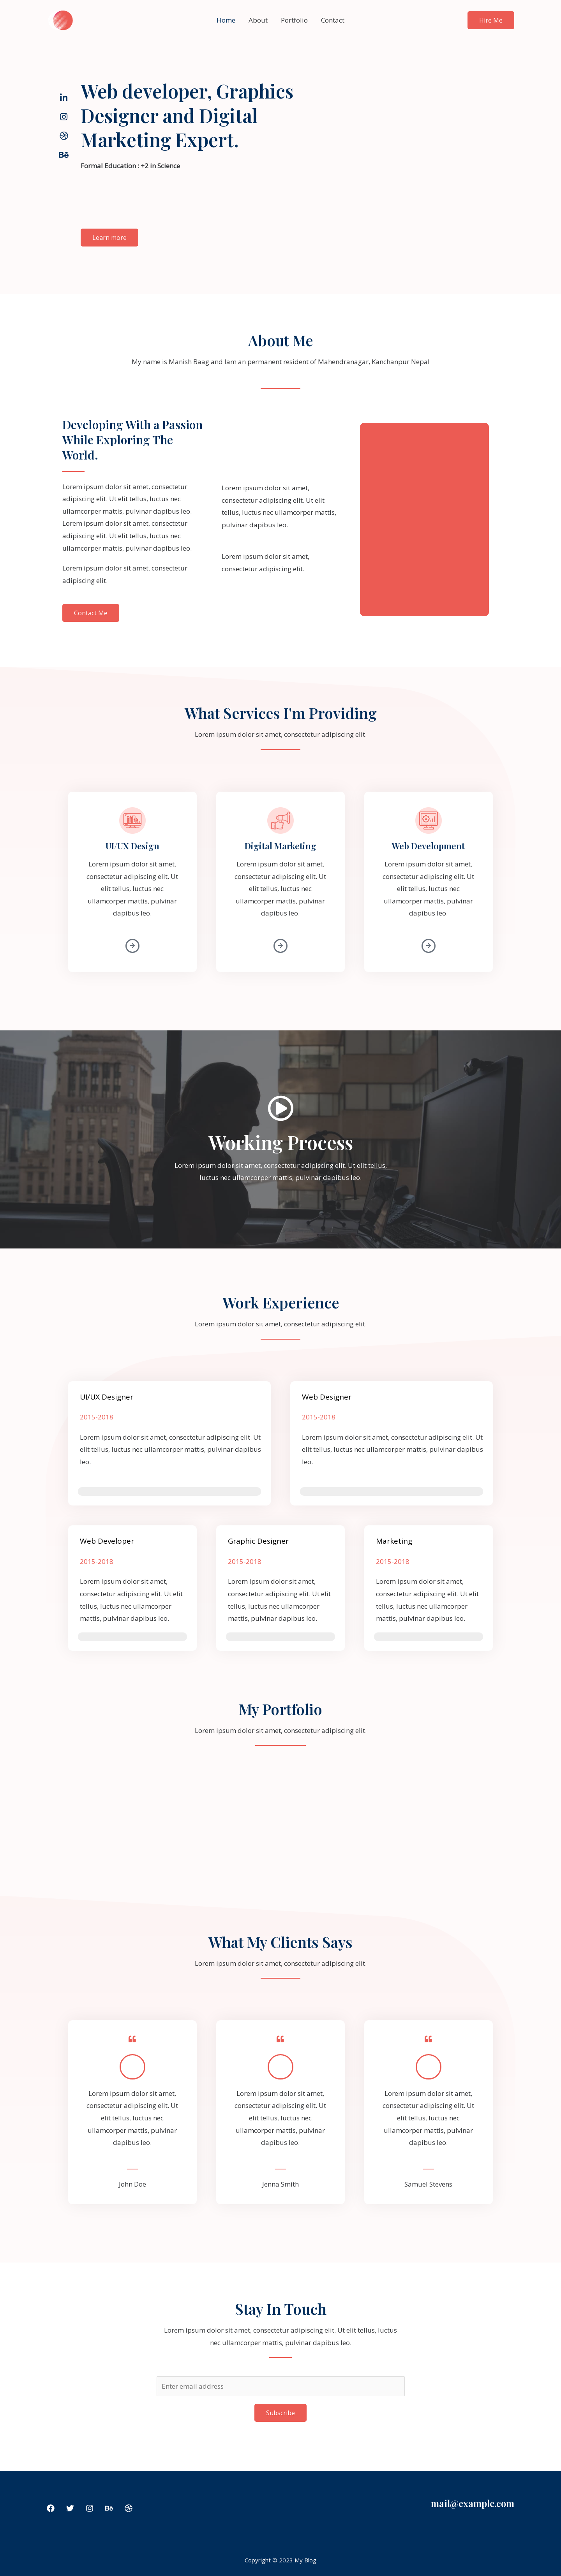 Home About Portfolio Contact
Hire Me
Web developer, Graphics
Designer and Digital
Marketing Expert.
Formal Education : +2 in Science
Learn more
About Me
My name is Manish Baag and Iam an permanent resident of Mahendranagar, Kanchanpur Nepal
Developing With a Passion
While Exploring The
World.
Lorem ipsum dolor sit amet, consectetur
adipiscing elit. Ut elit tellus, luctus nec
ullamcorper mattis, pulvinar dapibus leo.
Lorem ipsum dolor sit amet, consectetur
adipiscing elit. Ut elit tellus, luctus nec
ullamcorper mattis, pulvinar dapibus leo.
Lorem ipsum dolor sit amet, consectetur
adipiscing elit.
Contact Me
Lorem ipsum dolor sit amet,
consectetur adipiscing elit. Ut elit
tellus, luctus nec ullamcorper mattis,
pulvinar dapibus leo.
Lorem ipsum dolor sit amet,
consectetur adipiscing elit.
What Services I'm Providing
Lorem ipsum dolor sit amet, consectetur adipiscing elit.
UI/UX Design
Lorem ipsum dolor sit amet,
consectetur adipiscing elit. Ut
elit tellus, luctus nec
ullamcorper mattis, pulvinar
dapibus leo.
Digital Marketing
Lorem ipsum dolor sit amet,
consectetur adipiscing elit. Ut
elit tellus, luctus nec
ullamcorper mattis, pulvinar
dapibus leo.
Web Development
Lorem ipsum dolor sit amet,
consectetur adipiscing elit. Ut
elit tellus, luctus nec
ullamcorper mattis, pulvinar
dapibus leo.
Working Process
Lorem ipsum dolor sit amet, consectetur adipiscing elit. Ut elit tellus,
luctus nec ullamcorper mattis, pulvinar dapibus leo.
Work Experience
Lorem ipsum dolor sit amet, consectetur adipiscing elit.
UI/UX Designer
2015-2018
Lorem ipsum dolor sit amet, consectetur adipiscing elit. Ut
elit tellus, luctus nec ullamcorper mattis, pulvinar dapibus
leo.
Web Designer
2015-2018
Lorem ipsum dolor sit amet, consectetur adipiscing elit. Ut
elit tellus, luctus nec ullamcorper mattis, pulvinar dapibus
leo.
Web Developer
2015-2018
Lorem ipsum dolor sit amet,
consectetur adipiscing elit. Ut elit
tellus, luctus nec ullamcorper
mattis, pulvinar dapibus leo.
Graphic Designer
2015-2018
Lorem ipsum dolor sit amet,
consectetur adipiscing elit. Ut elit
tellus, luctus nec ullamcorper
mattis, pulvinar dapibus leo.
Marketing
2015-2018
Lorem ipsum dolor sit amet,
consectetur adipiscing elit. Ut elit
tellus, luctus nec ullamcorper
mattis, pulvinar dapibus leo.
My Portfolio
Lorem ipsum dolor sit amet, consectetur adipiscing elit.
What My Clients Says
Lorem ipsum dolor sit amet, consectetur adipiscing elit.
Lorem ipsum dolor sit amet,
consectetur adipiscing elit. Ut
elit tellus, luctus nec
ullamcorper mattis, pulvinar
dapibus leo.
John Doe
Lorem ipsum dolor sit amet,
consectetur adipiscing elit. Ut
elit tellus, luctus nec
ullamcorper mattis, pulvinar
dapibus leo.
Jenna Smith
Lorem ipsum dolor sit amet,
consectetur adipiscing elit. Ut
elit tellus, luctus nec
ullamcorper mattis, pulvinar
dapibus leo.
Samuel Stevens
Stay In Touch
Lorem ipsum dolor sit amet, consectetur adipiscing elit. Ut elit tellus, luctus
nec ullamcorper mattis, pulvinar dapibus leo.
Enter email address
Subscribe
mail@example.com
Copyright © 2023 My Blog